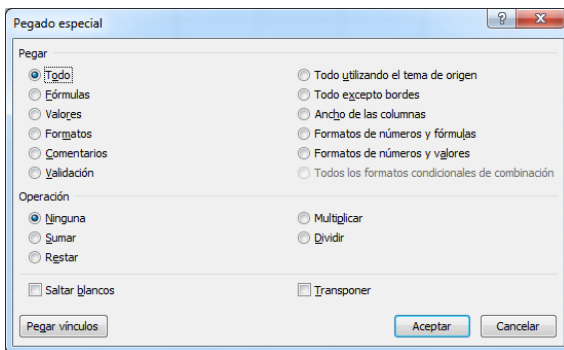 Pegado especial
Pegar
Todo
Fórmulas
Valores
Formatos
Comentarios
Validación
Todo utilizando el tema de origen
Todo excepto bordes
Ancho de las columnas
Formatos de números y fórmulas
Formatos de números y valores
Todos los formatos condicionales de combinación
Operación
Ninguna
Sumar
Restar
Multiplicar
Dividir
Saltar blancos
Transponer
Pegar vínculos
Aceptar
Cancelar